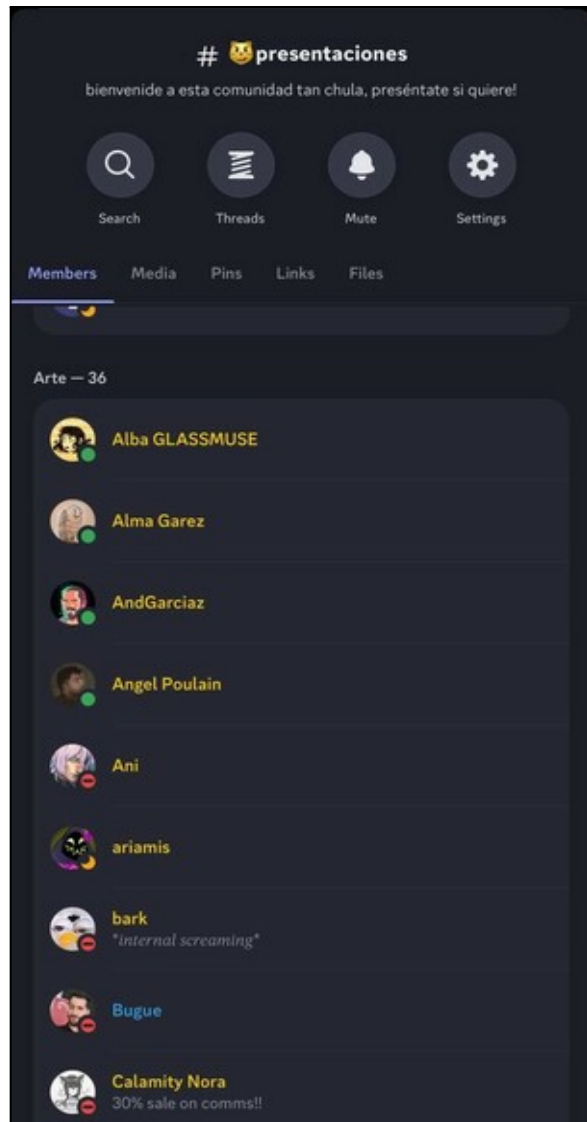 # 😼presentaciones
bienvenide a esta comunidad tan chula, preséntate si quiere!
Search Threads Mute Settings
Members Media Pins Links Files
Arte — 36
Alba GLASSMUSE
Alma Garez
AndGarciaz
Angel Poulain
Ani
ariamis
bark
*internal screaming*
Bugue
Calamity Nora
30% sale on comms!!